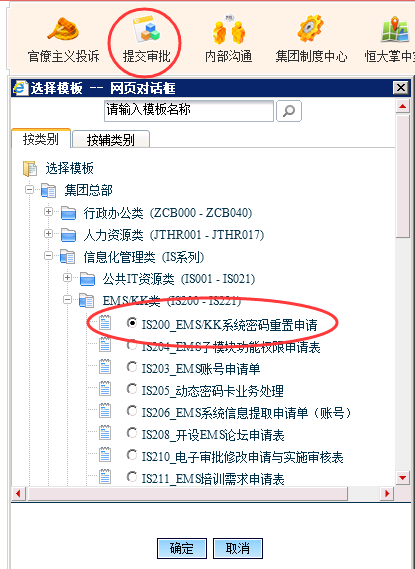 官僚主义投诉 提交审批 内部沟通 集团制度中心 恒大掌中
选择模板 -- 网页对话框
请输入模板名称
按类别 按辅类别
选择模板
集团总部
行政办公类 (ZCB000 - ZCB040)
人力资源类 (JTHR001 - JTHR017)
信息化管理类 (IS系列)
公共IT资源类 (IS001 - IS021)
EMS/KK类 (IS200 - IS221)
IS200_EMS/KK系统密码重置申请
IS204_EMS子模块功能权限申请表
IS203_EMS账号申请单
IS205_动态密码卡业务处理
IS206_EMS系统信息提取申请单（账号）
IS208_开设EMS论坛申请表
IS210_电子审批修改申请与实施审核表
IS211_EMS培训需求申请表
确定 取消